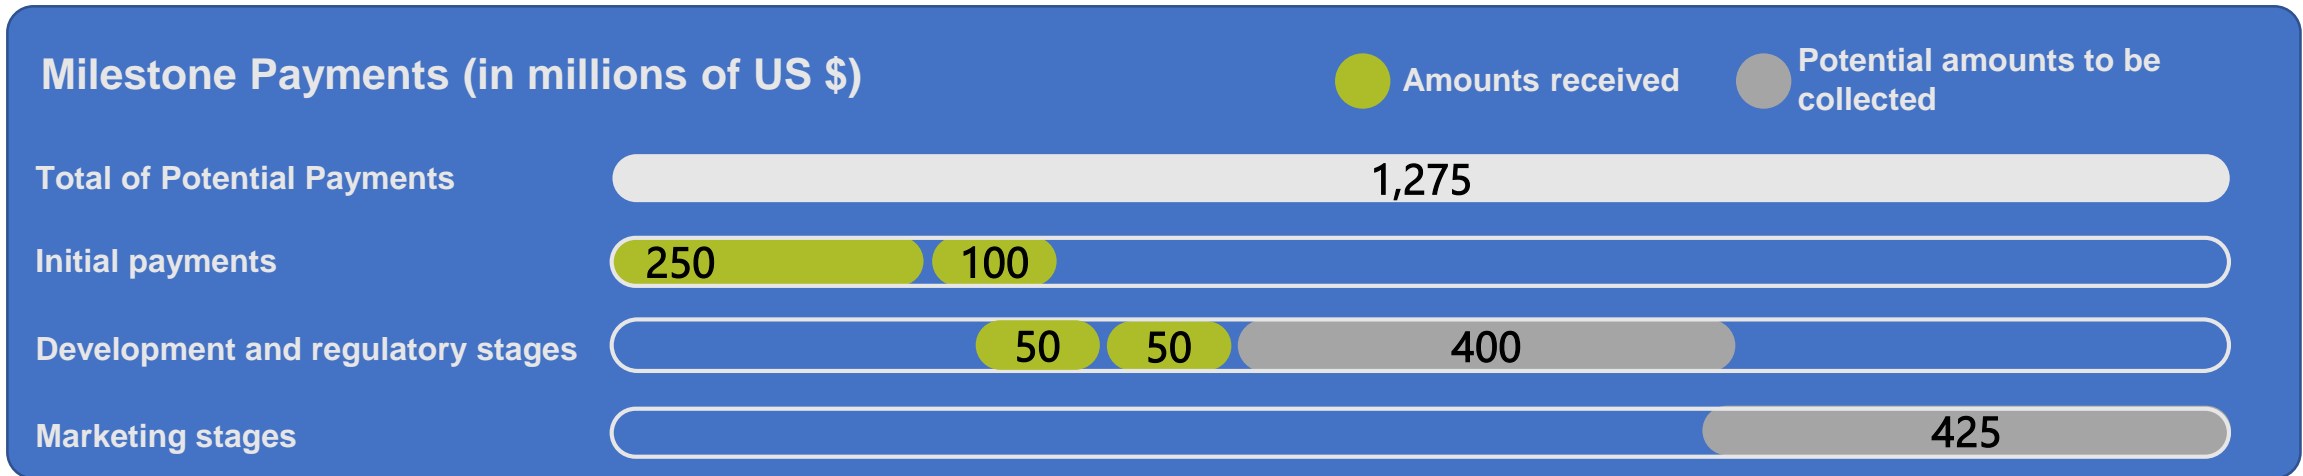 Milestone Payments (in millions of US $)
Amounts received
Potential amounts to be
collected
Total of Potential Payments
1,275
Initial payments
250 100
Development and regulatory stages
50 50 400
Marketing stages
425